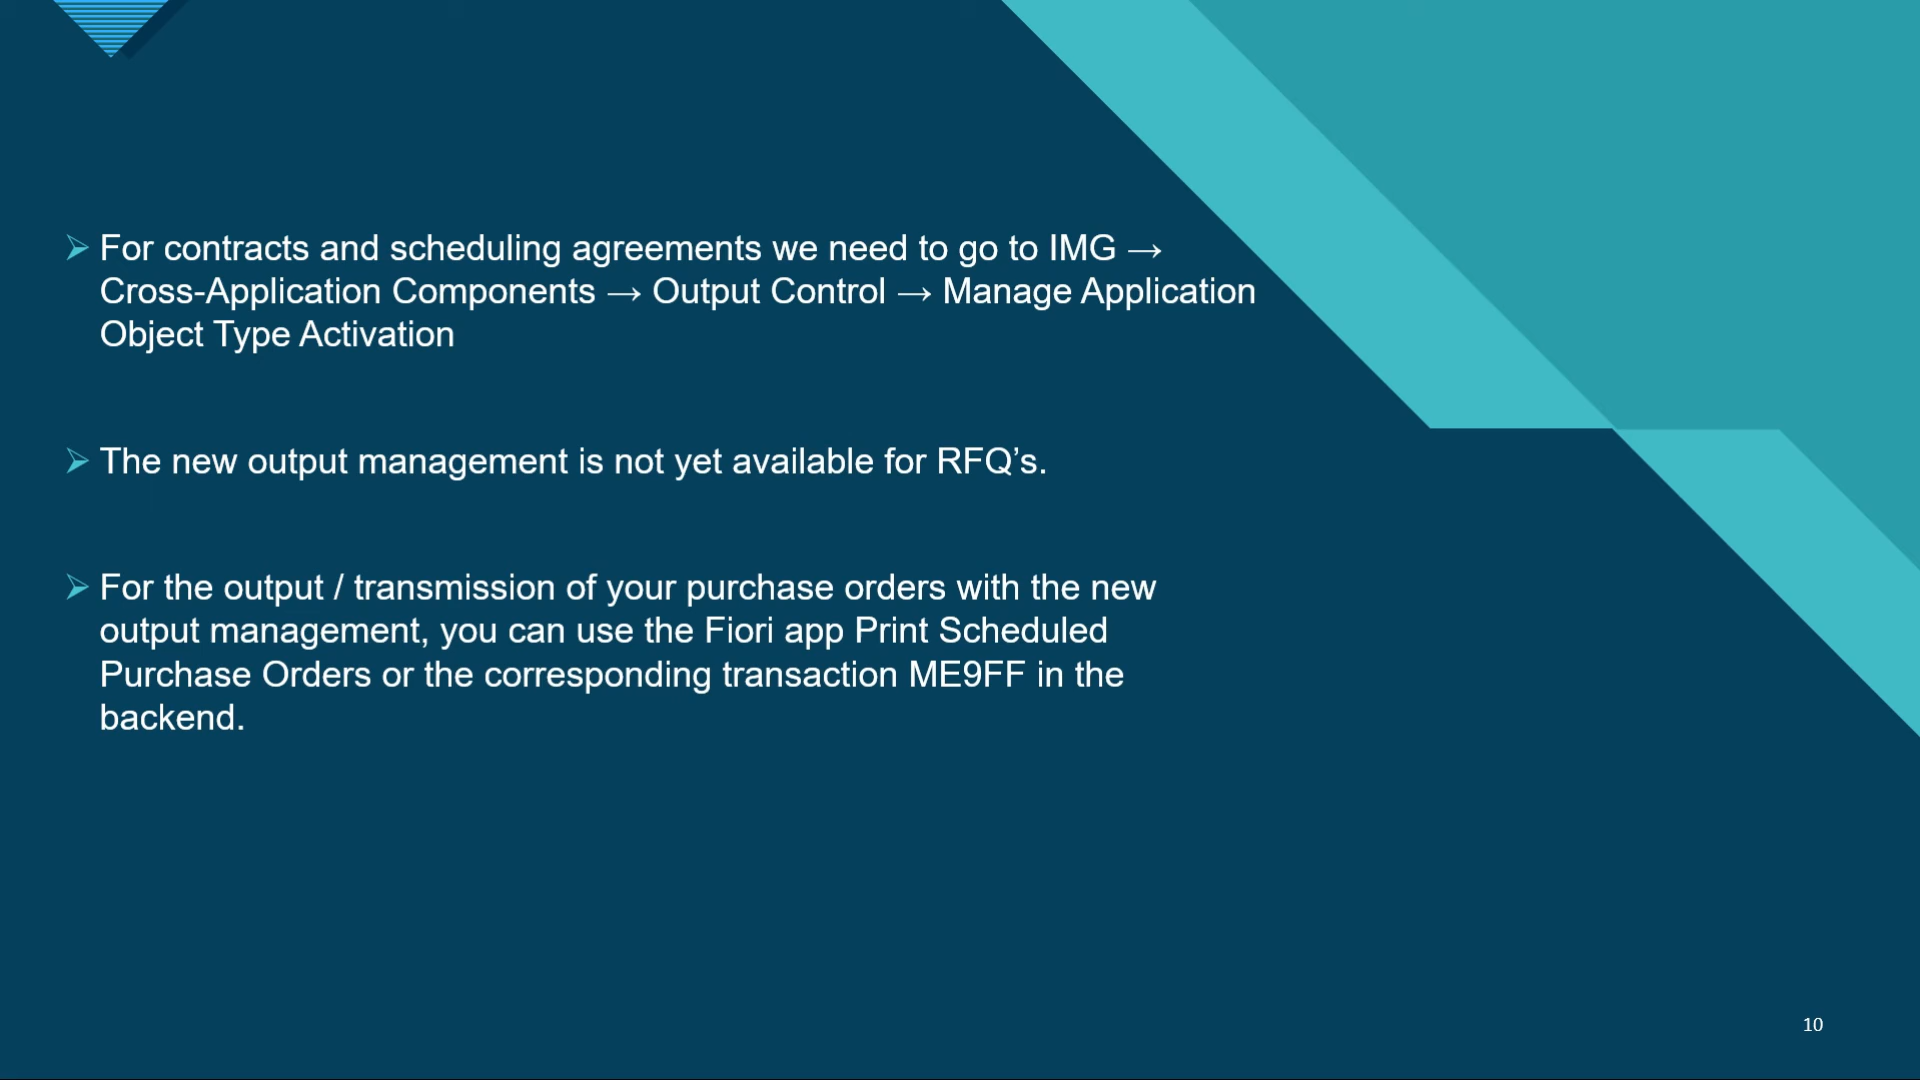 For contracts and scheduling agreements we need to go to IMG →
Cross-Application Components → Output Control → Manage Application
Object Type Activation
The new output management is not yet available for RFQ’s.
For the output / transmission of your purchase orders with the new
output management, you can use the Fiori app Print Scheduled
Purchase Orders or the corresponding transaction ME9FF in the
backend.
10